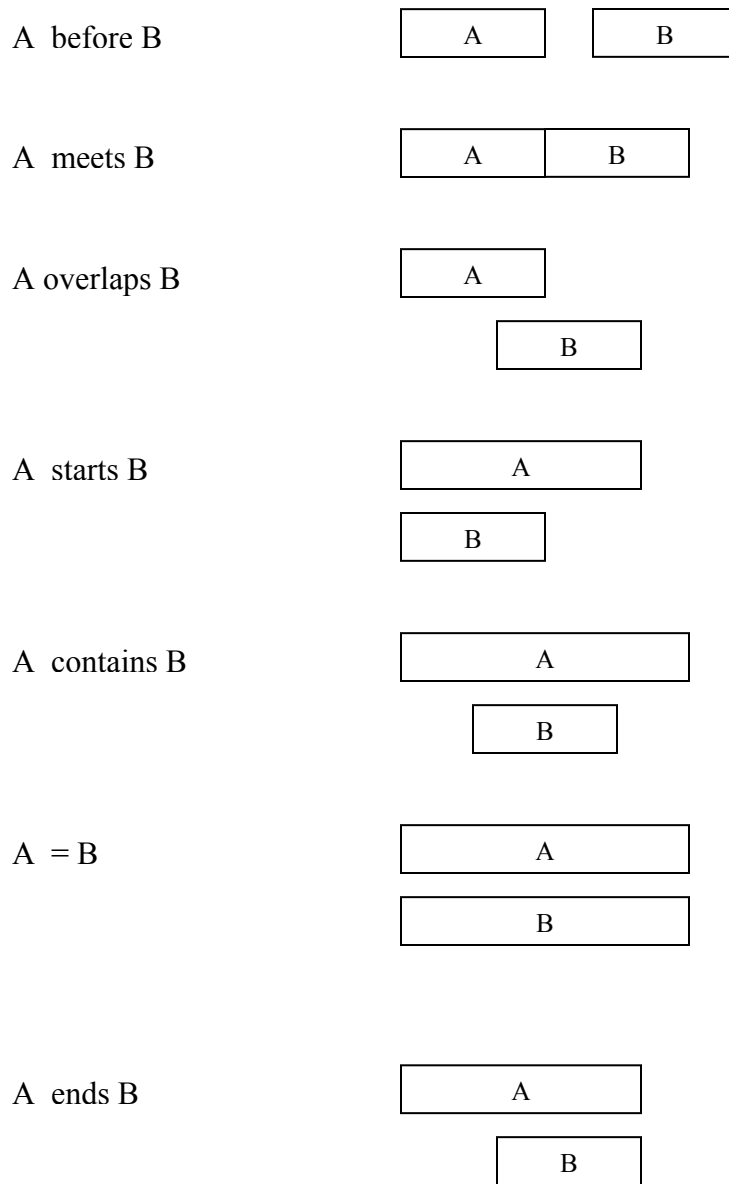 A before B A B
A meets B A B
A overlaps B A
B
A starts B A
B
A contains B A
B
A = B A
B
A ends B A
B